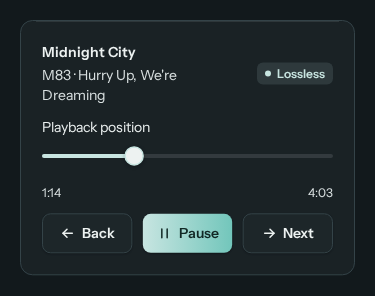 Midnight City
M83 · Hurry Up, We're
Dreaming
Lossless
Playback position
1:14
4:03
Back
Pause
Next